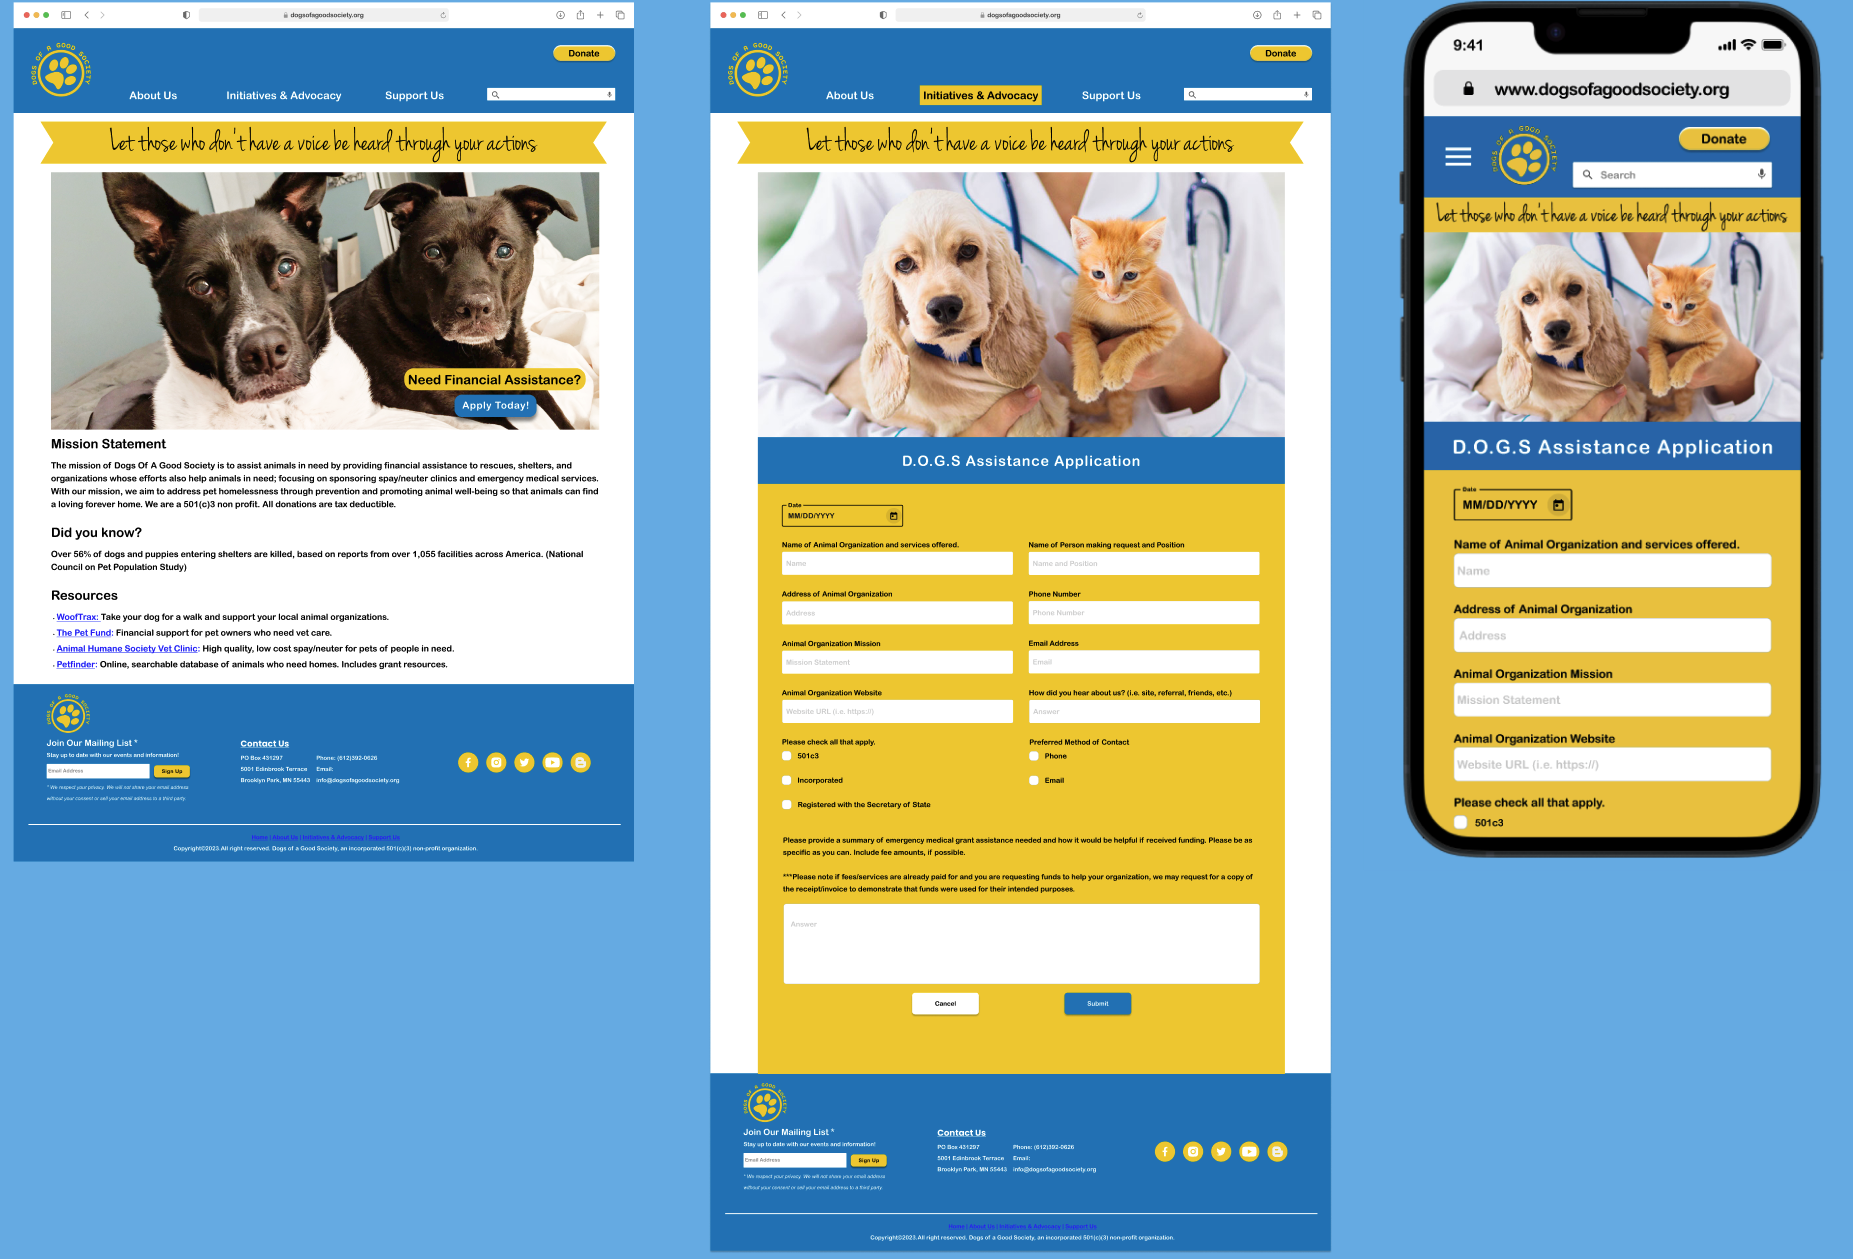 dogsofagoodsociety.org
DOGS OF A GOOD SOCIETY
Donate
About Us
Initiatives & Advocacy
Support Us
Let those who don't have a voice be heard through your actions
Need Financial Assistance?
Apply Today!
Mission Statement
The mission of Dogs Of A Good Society is to assist animals in need by providing financial assistance to rescues, shelters, and
organizations whose efforts also help animals in need; focusing on sponsoring spay/neuter clinics and emergency medical services.
With our mission, we aim to address pet homelessness through prevention and promoting animal well-being so that animals can find
a loving forever home. We are a 501(c)3 non profit. All donations are tax deductible.
Did you know?
Over 56% of dogs and puppies entering shelters are killed, based on reports from over 1,055 facilities across America. (National
Council on Pet Population Study)
Resources
. WoofTrax: Take your dog for a walk and support your local animal organizations.
. The Pet Fund: Financial support for pet owners who need vet care.
. Animal Humane Society Vet Clinic: High quality, low cost spay/neuter for pets of people in need.
. Petfinder: Online, searchable database of animals who need homes. Includes grant resources.
DOGS OF A GOOD SOCIETY
Join Our Mailing List *
Stay up to date with our events and information!
Email Address
Sign Up
* We respect your privacy. We will not share your email address
without your consent or sell your email address to a third party.
Contact Us
PO Box 431297
5001 Edinbrook Terrace
Brooklyn Park, MN 55443
Phone: (612)392-0626
Email:
info@dogsofagoodsociety.org
Home | About Us | Initiatives & Advocacy | Support Us
Copyright©2023.All right reserved. Dogs of a Good Society, an incorporated 501(c)(3) non-profit organization.
dogsofagoodsociety.org
DOGS OF A GOOD SOCIETY
Donate
About Us
Initiatives & Advocacy
Support Us
Let those who don't have a voice be heard through your actions
D.O.G.S Assistance Application
Date
MM/DD/YYYY
Name of Animal Organization and services offered.
Name
Name of Person making request and Position
Name and Position
Address of Animal Organization
Address
Phone Number
Phone Number
Animal Organization Mission
Mission Statement
Email Address
Email
Animal Organization Website
Website URL (i.e. https://)
How did you hear about us? (i.e. site, referral, friends, etc.)
Answer
Please check all that apply.
501c3
Incorporated
Registered with the Secretary of State
Preferred Method of Contact
Phone
Email
Please provide a summary of emergency medical grant assistance needed and how it would be helpful if received funding. Please be as
specific as you can. Include fee amounts, if possible.
***Please note if fees/services are already paid for and you are requesting funds to help your organization, we may request for a copy of
the receipt/invoice to demonstrate that funds were used for their intended purposes.
Answer
Cancel
Submit
DOGS OF A GOOD SOCIETY
Join Our Mailing List *
Stay up to date with our events and information!
Email Address
Sign Up
* We respect your privacy. We will not share your email address
without your consent or sell your email address to a third party.
Contact Us
PO Box 431297
5001 Edinbrook Terrace
Brooklyn Park, MN 55443
Phone: (612)392-0626
Email:
info@dogsofagoodsociety.org
Home | About Us | Initiatives & Advocacy | Support Us
Copyright©2023.All right reserved. Dogs of a Good Society, an incorporated 501(c)(3) non-profit organization.
9:41
www.dogsofagoodsociety.org
DOGS OF A GOOD SOCIETY
Donate
Search
Let those who don't have a voice be heard through your actions
D.O.G.S Assistance Application
Date
MM/DD/YYYY
Name of Animal Organization and services offered.
Name
Address of Animal Organization
Address
Animal Organization Mission
Mission Statement
Animal Organization Website
Website URL (i.e. https://)
Please check all that apply.
501c3